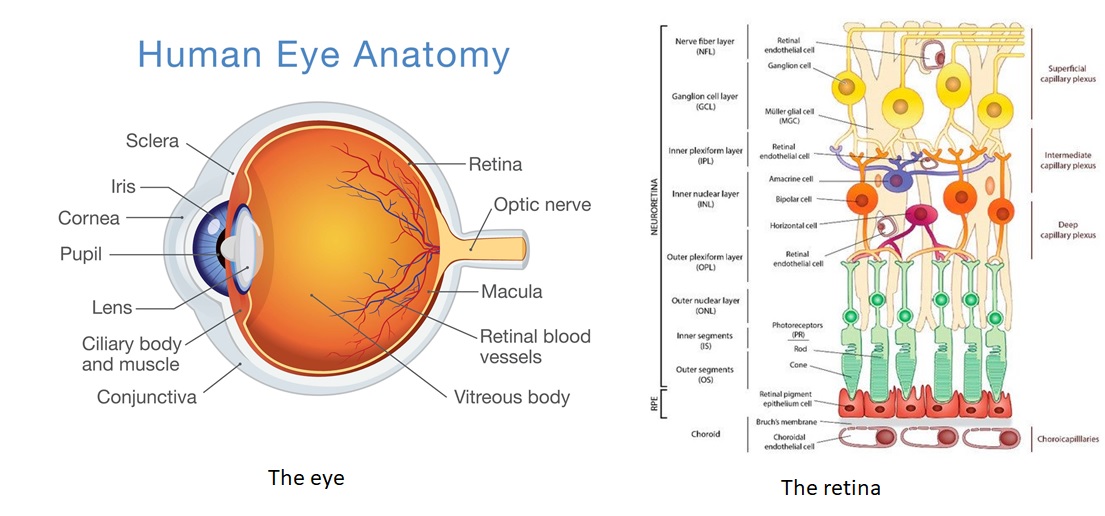 Human Eye Anatomy
Sclera
Iris
Cornea
Pupil
Lens
Ciliary body
and muscle
Conjunctiva
Retina
Optic nerve
Macula
Retinal blood
vessels
Vitreous body
The eye
NEURORETINA
RPE
Nerve fiber layer
(NFL)
Ganglion cell layer
(GCL)
Inner plexiform layer
(IPL)
Inner nuclear layer
(INL)
Outer plexiform layer
(OPL)
Outer nuclear layer
(ONL)
Inner segments
(IS)
Outer segments
(OS)
Choroid
Retinal
endothelial cell
Ganglion cell
Müller glial cell
(MGC)
Retinal
endothelial cell
Amacrine cell
Bipolar cell
Horizontal cell
Retinal
endothelial cell
Photoreceptors
(PR)
Rod
Cone
Retinal pigment
epithelium cell
Bruch's membrane
Choroidal
endothelial cell
Superficial
capillary plexus
Intermediate
capillary plexus
Deep
capillary plexus
Choroicapilllaries
The retina